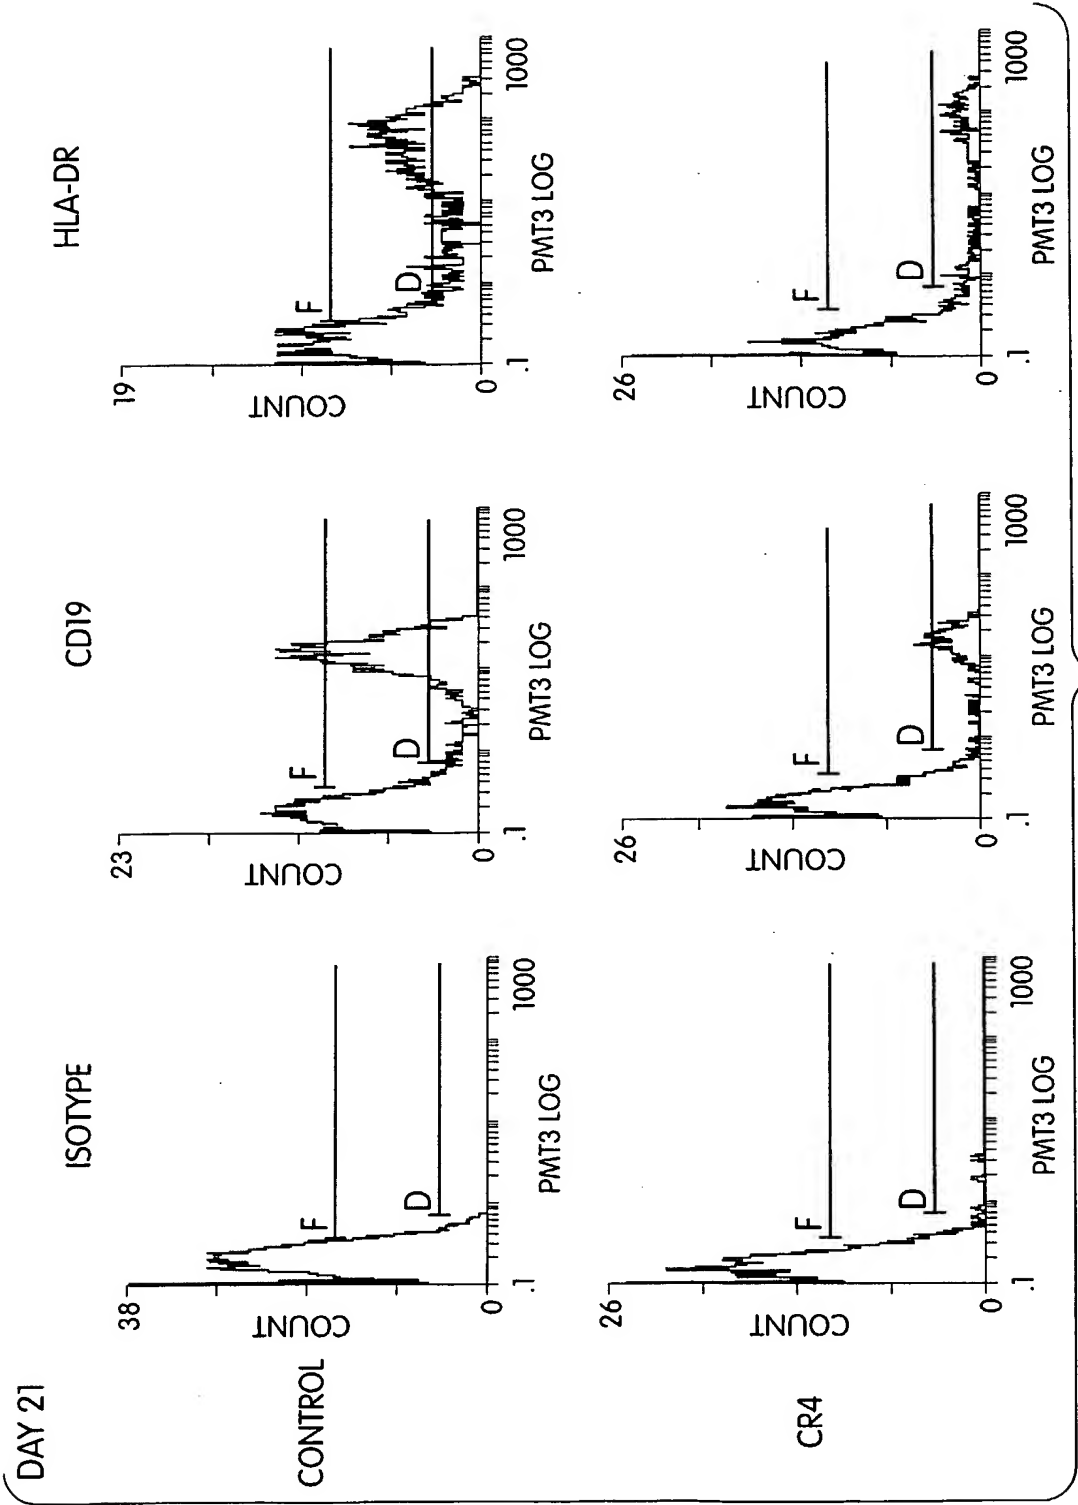 DAY 21
ISOTYPE
CD19
HLA-DR
CONTROL
38
COUNT
0
.1
1000
F
D
PMT3 LOG
23
COUNT
0
.1
1000
F
D
PMT3 LOG
19
COUNT
0
.1
1000
F
D
PMT3 LOG
CR4
26
COUNT
0
.1
1000
F
D
PMT3 LOG
26
COUNT
0
.1
1000
F
D
PMT3 LOG
26
COUNT
0
.1
1000
F
D
PMT3 LOG